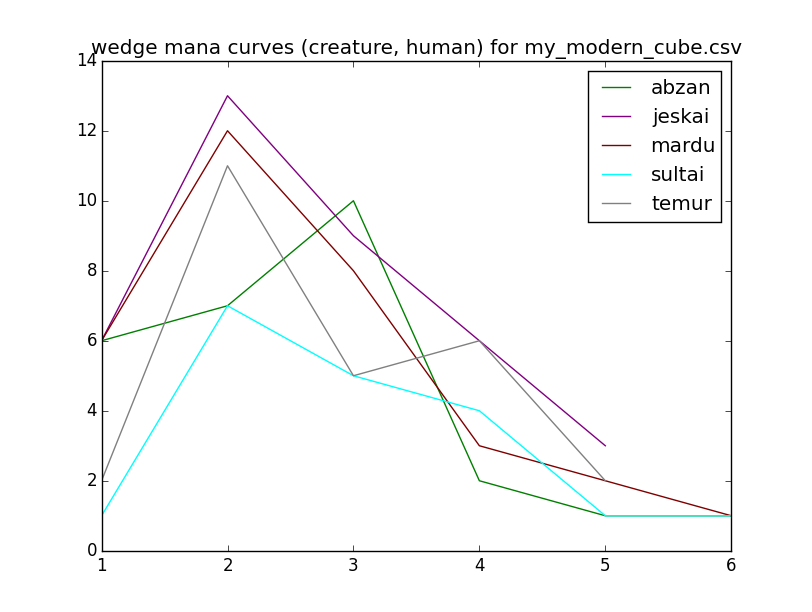 wedge mana curves (creature, human) for my_modern_cube.csv
14
12
10
8
6
4
2
0
1 2 3 4 5 6
abzan
jeskai
mardu
sultai
temur